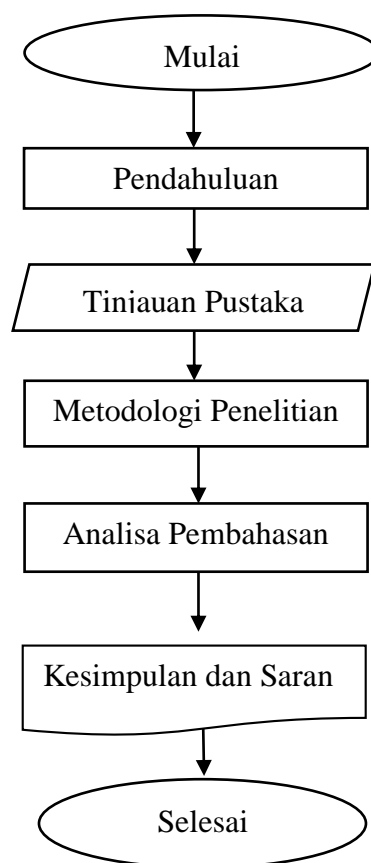 Mulai
Pendahuluan
Tinjauan Pustaka
Metodologi Penelitian
Analisa Pembahasan
Kesimpulan dan Saran
Selesai